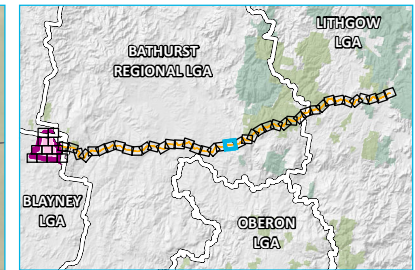 LITHGOW
LGA
BATHURST
REGIONAL LGA
BLAYNEY
LGA
OBERON
LGA